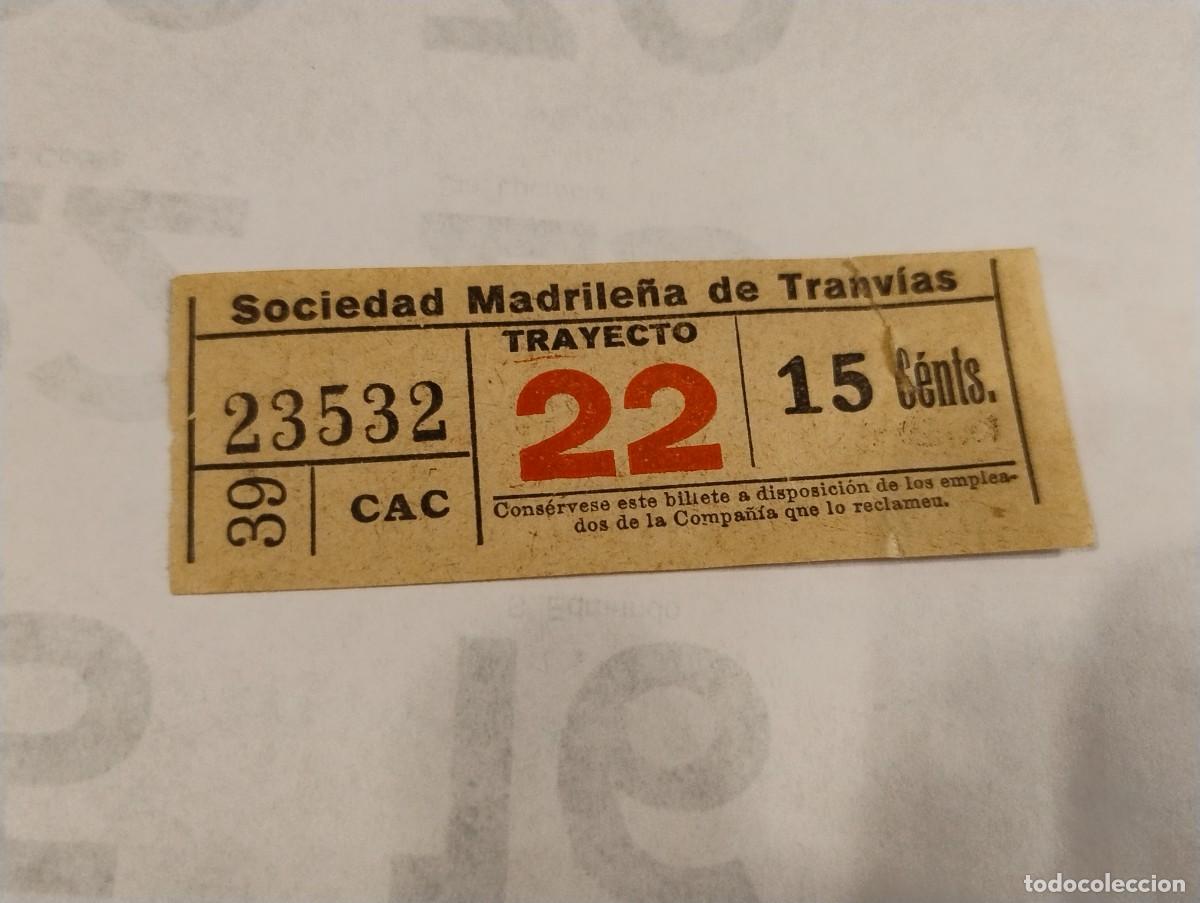 Sociedad Madrileña de Tranvías
23532
39
CAC
TRAYECTO
22
15 Cénts.
Consérvese este billete a disposición de los emplea-
dos de la Compañía que lo reclameu.
todocoleccion